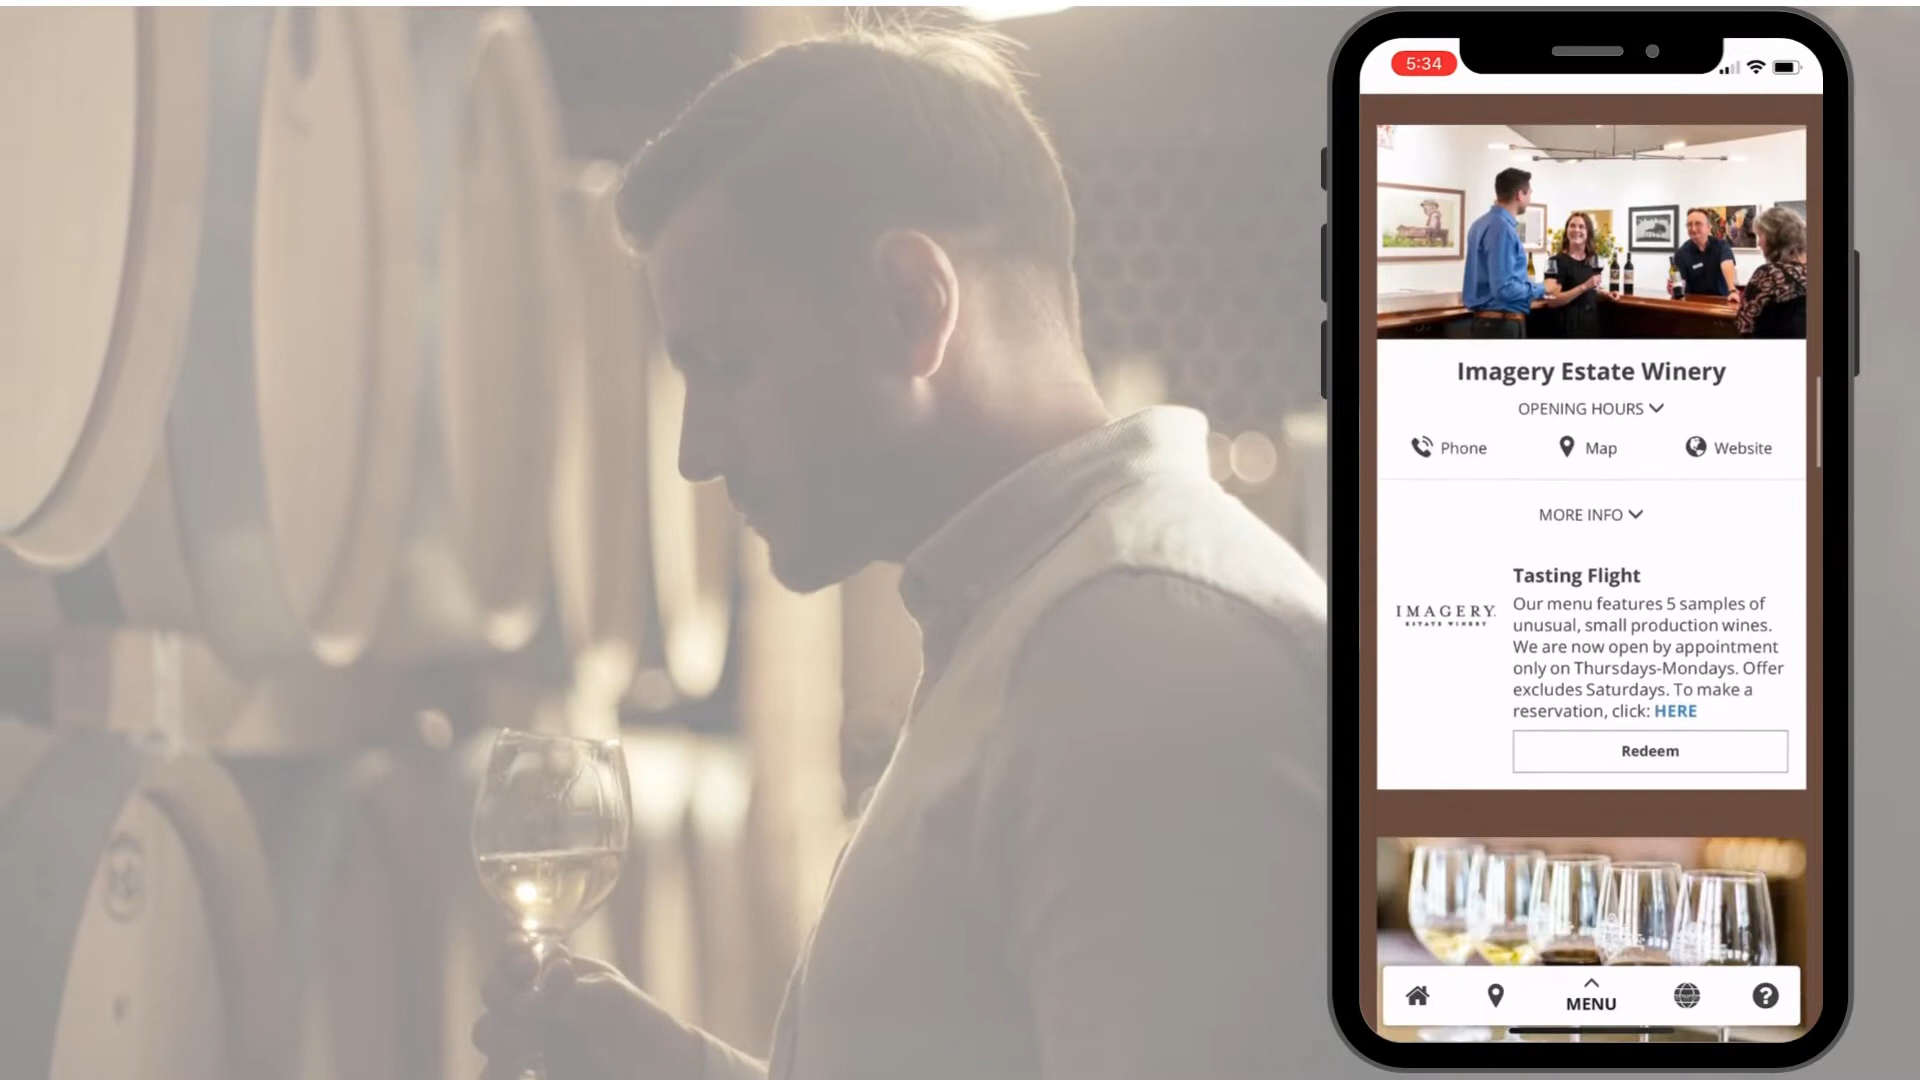 5:34
Imagery Estate Winery
OPENING HOURS
Phone
Map
Website
MORE INFO
Tasting Flight
IMAGERY
ESTATE WINERY
Our menu features 5 samples of
unusual, small production wines.
We are now open by appointment
only on Thursdays-Mondays. Offer
excludes Saturdays. To make a
reservation, click: HERE
Redeem
MENU